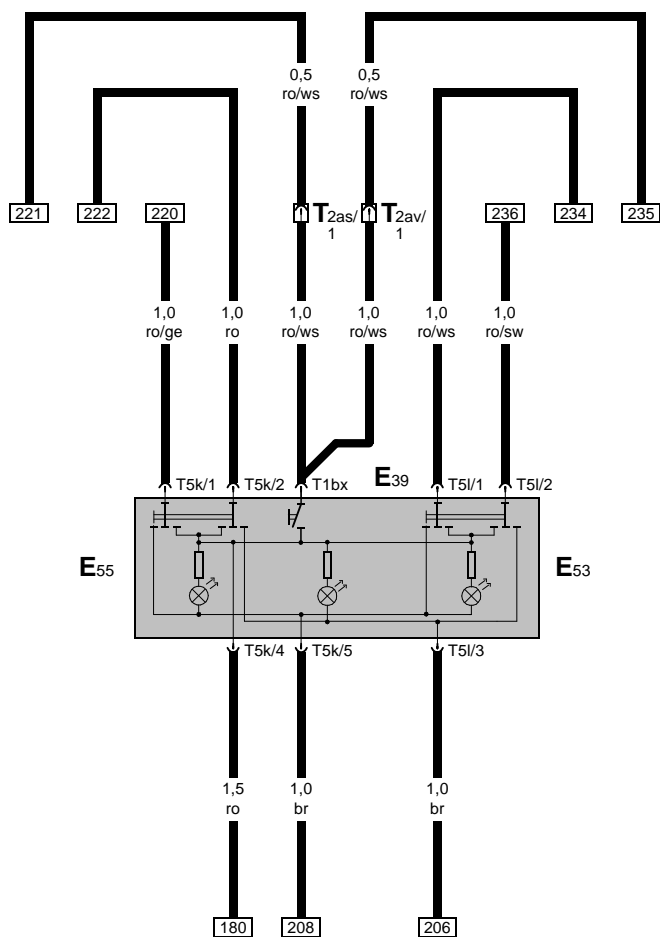 0,5 0,5
ro/ws ro/ws
221 222 220 T2as/ T2av/ 236 234 235
1 1
1,0 1,0 1,0 1,0 1,0 1,0
ro/ge ro ro/ws ro/ws ro/ws ro/sw
T5k/1 T5k/2 T1bx E39 T5l/1 T5l/2
E55 E53
T5k/4 T5k/5 T5l/3
1,5 1,0 1,0
ro br br
180 208 206